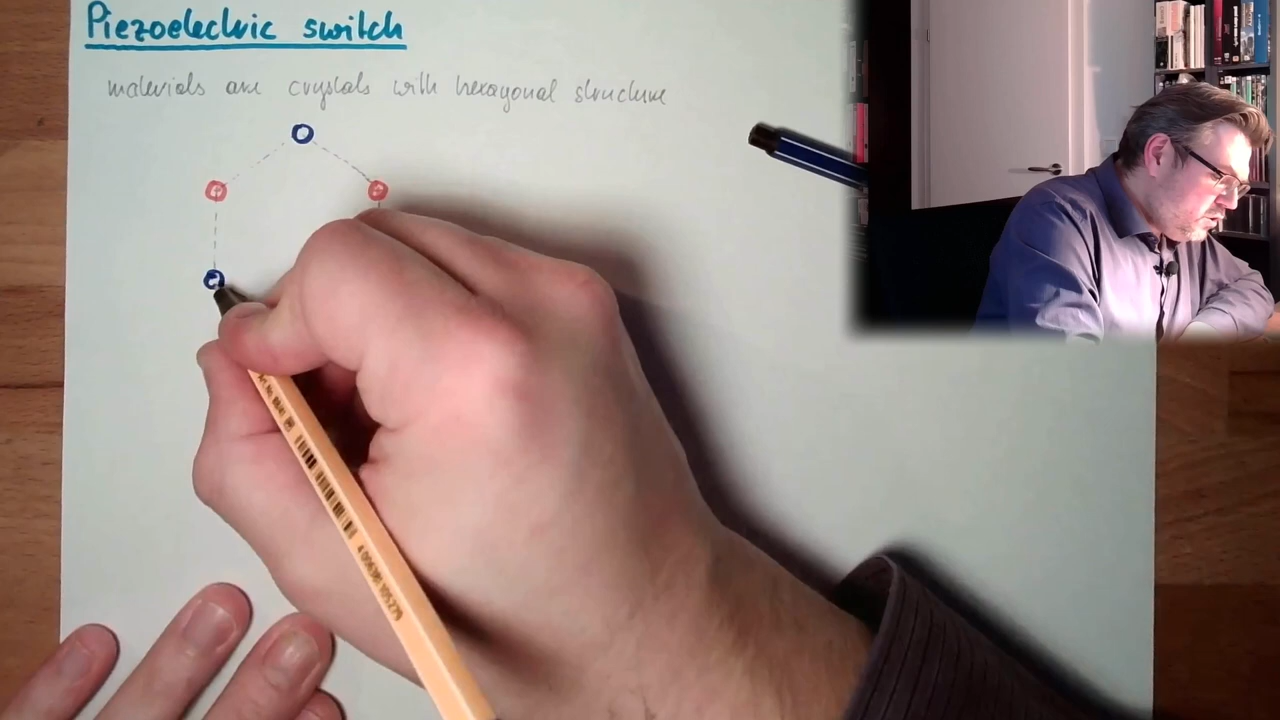 Piezoelectric switch
materials are crystals with hexagonal structure